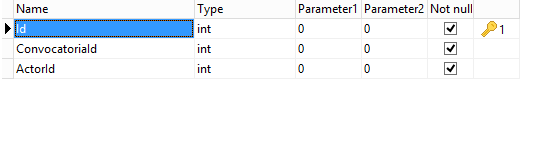 Name Type Parameter1 Parameter2 Not null
Id int 0 0 1
ConvocatoriaId int 0 0
ActorId int 0 0